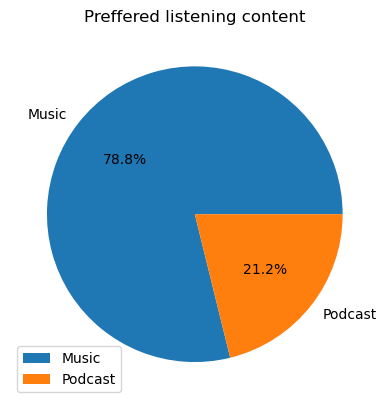 Preffered listening content
Music
78.8%
21.2%
Podcast
Music
Podcast